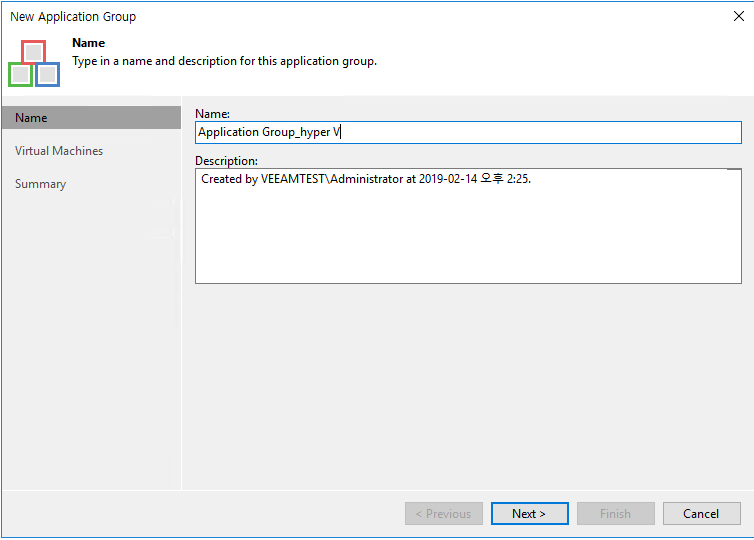 New Application Group
Name
Type in a name and description for this application group.
Name
Virtual Machines
Summary
Name:
Application Group_hyper V
Description:
Created by VEEAMTEST\Administrator at 2019-02-14 오후 2:25.
< Previous
Next >
Finish
Cancel